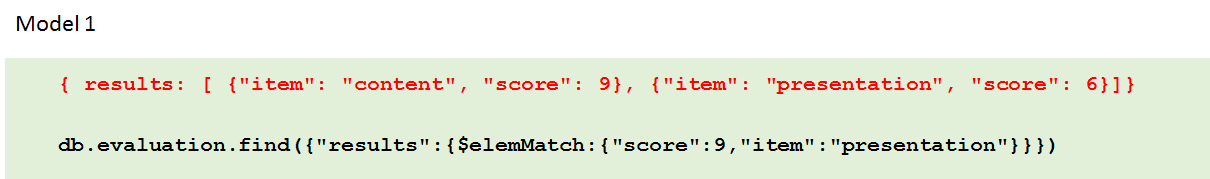 Model 1
{ results: [ {"item": "content", "score": 9}, {"item": "presentation", "score": 6}]}
db.evaluation.find({"results":{$elemMatch:{"score":9,"item":"presentation"}}})